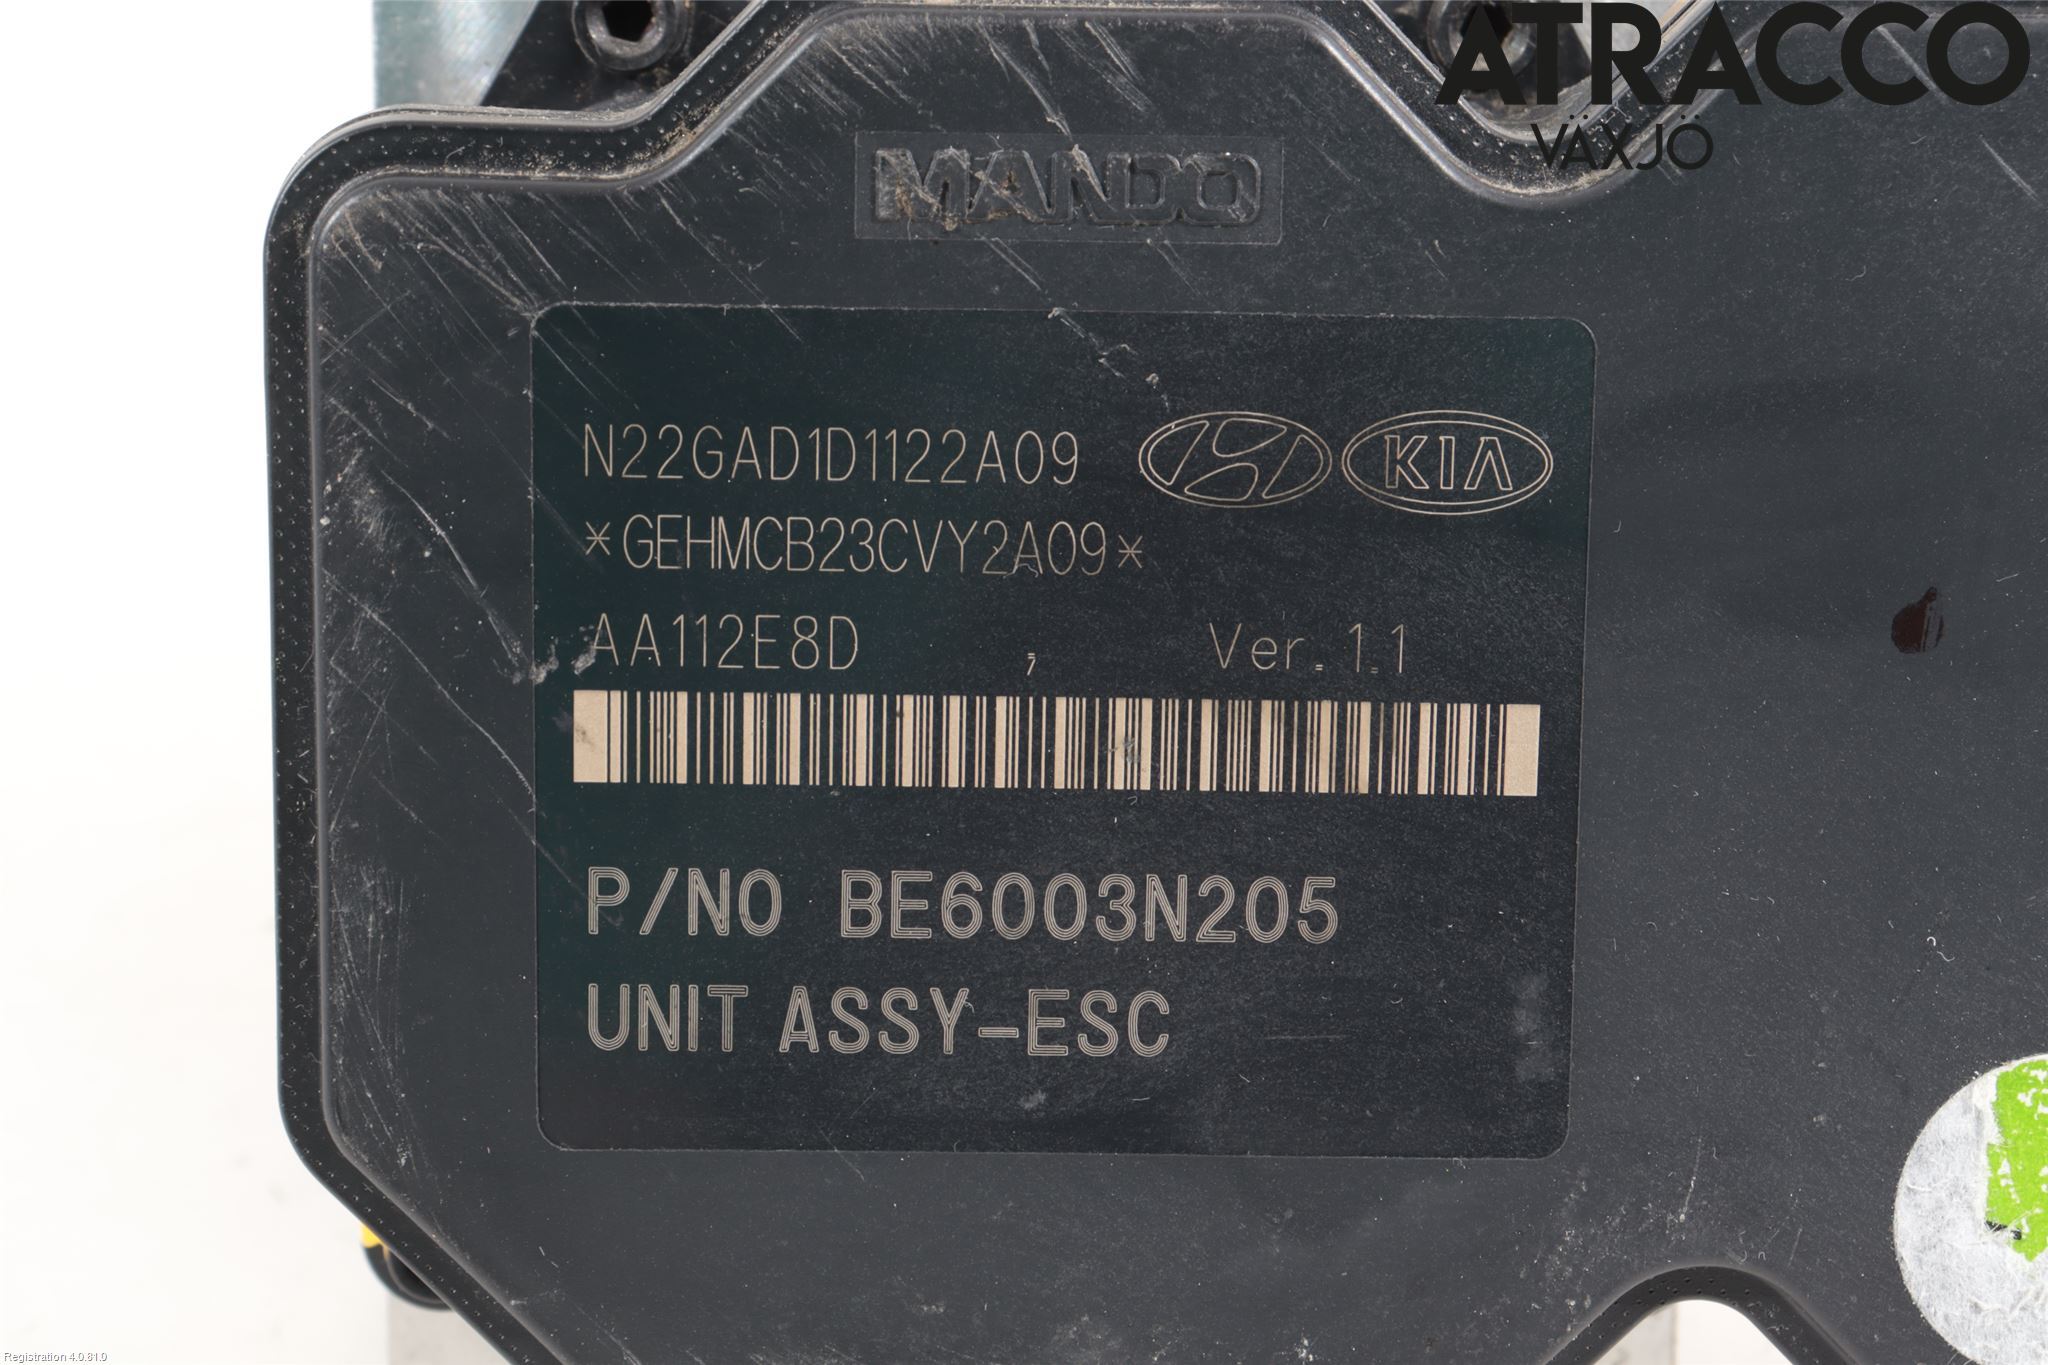 ATRACCO
VÄXJÖ
MANDO
N22GAD1D1122A09
KIA
*GEHMCB23CVY2A09*
AA112E8D , Ver. 1.1
P/NO BE6003N205
UNIT ASSY-ESC
Registration 4.0.81.0